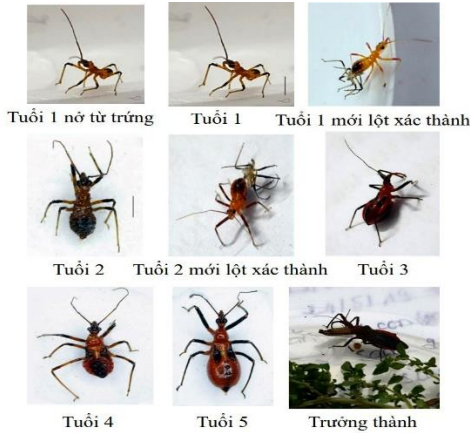 Tuổi 1 nở từ trứng
Tuổi 1
Tuổi 1 mới lột xác thành
Tuổi 2
Tuổi 2 mới lột xác thành
Tuổi 3
Tuổi 4
Tuổi 5
Trưởng thành